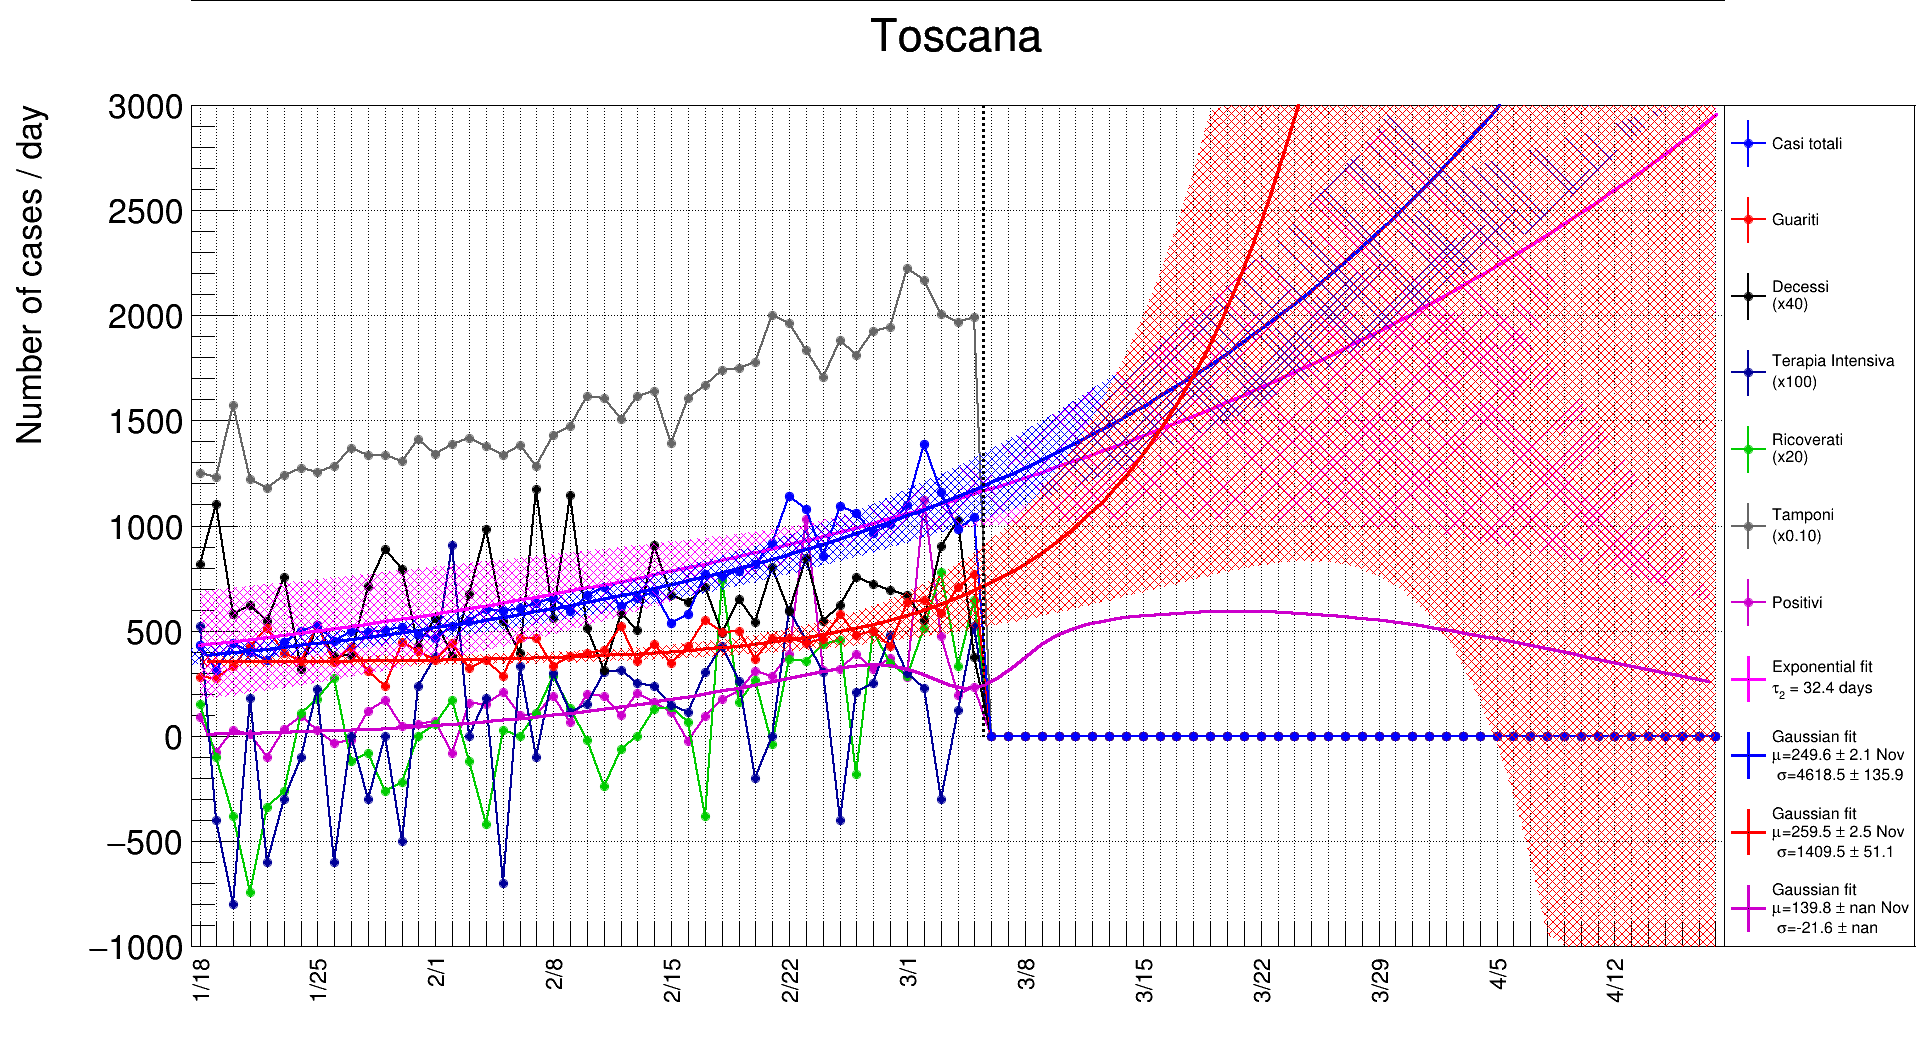 Toscana
Number of cases / day
3000
2500
2000
1500
1000
500
0
−500
−1000
1/18
1/25
2/1
2/8
2/15
2/22
3/1
3/8
3/15
3/22
3/29
4/5
4/12
Casi totali
Guariti
Decessi
(x40)
Terapia Intensiva
(x100)
Ricoverati
(x20)
Tamponi
(x0.10)
Positivi
Exponential fit
τ2 = 32.4 days
Gaussian fit
μ=249.6 ± 2.1 Nov
σ=4618.5 ± 135.9
Gaussian fit
μ=259.5 ± 2.5 Nov
σ=1409.5 ± 51.1
Gaussian fit
μ=139.8 ± nan Nov
σ=-21.6 ± nan